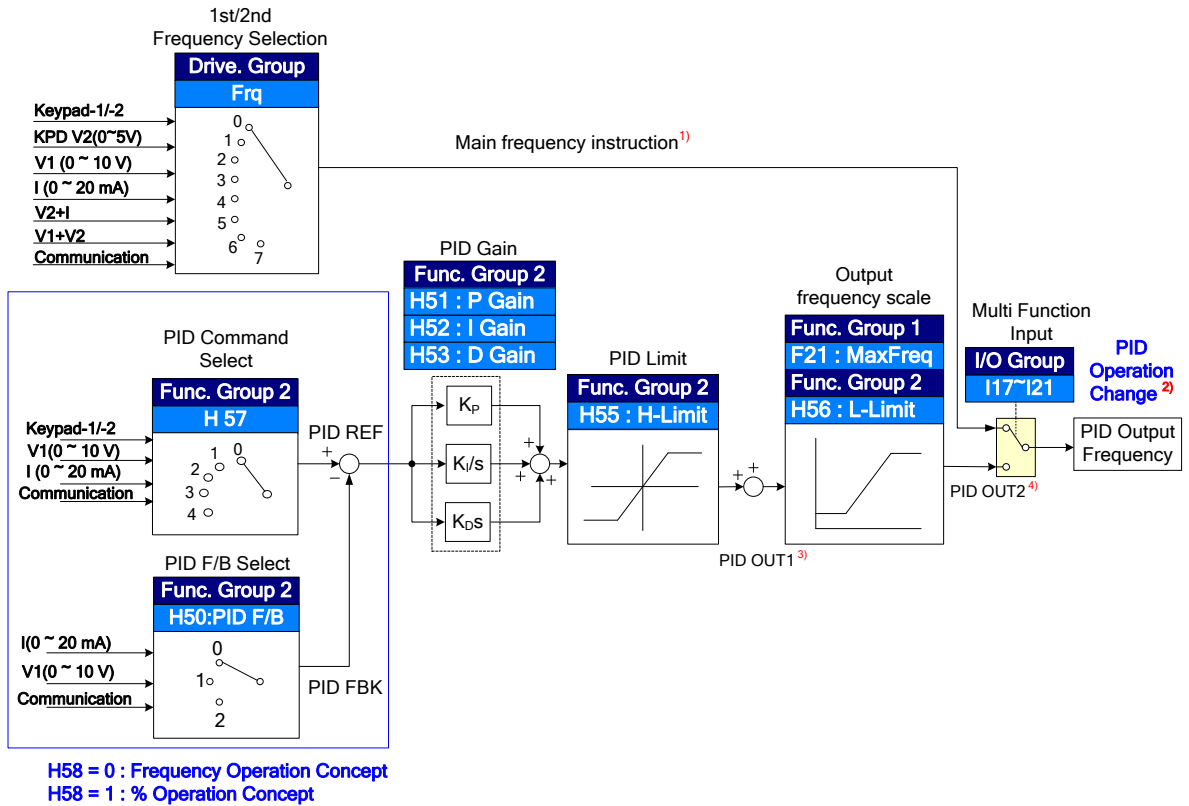 1st/2nd
Frequency Selection
Drive. Group
Frq
Keypad-1/-2
KPD V2(0~5V)
V1 (0 ~ 10 V)
I (0 ~ 20 mA)
V2+I
V1+V2
Communication
0
1
2
3
4
5
6
7
Main frequency instruction1)
PID Command
Select
Func. Group 2
H 57
Keypad-1/-2
V1(0 ~ 10 V)
I (0 ~ 20 mA)
Communication
0
1
2
3
4
PID REF
+
−
PID F/B Select
Func. Group 2
H50:PID F/B
I(0 ~ 20 mA)
V1(0 ~ 10 V)
Communication
0
1
2
PID FBK
H58 = 0 : Frequency Operation Concept
H58 = 1 : % Operation Concept
PID Gain
Func. Group 2
H51 : P Gain
H52 : I Gain
H53 : D Gain
KP
KI/s
KDs
+
+
+
PID Limit
Func. Group 2
H55 : H-Limit
+
+
PID OUT1 3)
Output
frequency scale
Func. Group 1
F21 : MaxFreq
Func. Group 2
H56 : L-Limit
PID OUT2 4)
Multi Function
Input
I/O Group
I17~I21
PID
Operation
Change 2)
PID Output
Frequency